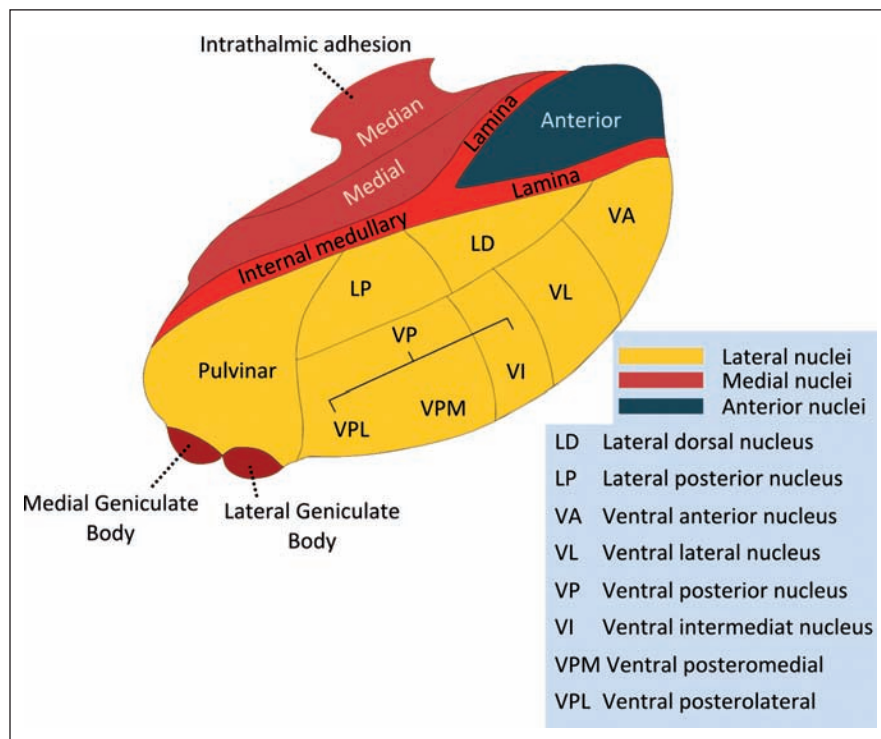 Intrathalmic adhesion
Median
Medial
Lamina
Anterior
Internal medullary
Lamina
VA
LD
LP
VL
VP
Pulvinar
VI
VPL
VPM
Medial Geniculate
Body
Lateral Geniculate
Body
Lateral nuclei
Medial nuclei
Anterior nuclei
LD Lateral dorsal nucleus
LP Lateral posterior nucleus
VA Ventral anterior nucleus
VL Ventral lateral nucleus
VP Ventral posterior nucleus
VI Ventral intermediat nucleus
VPM Ventral posteromedial
VPL Ventral posterolateral